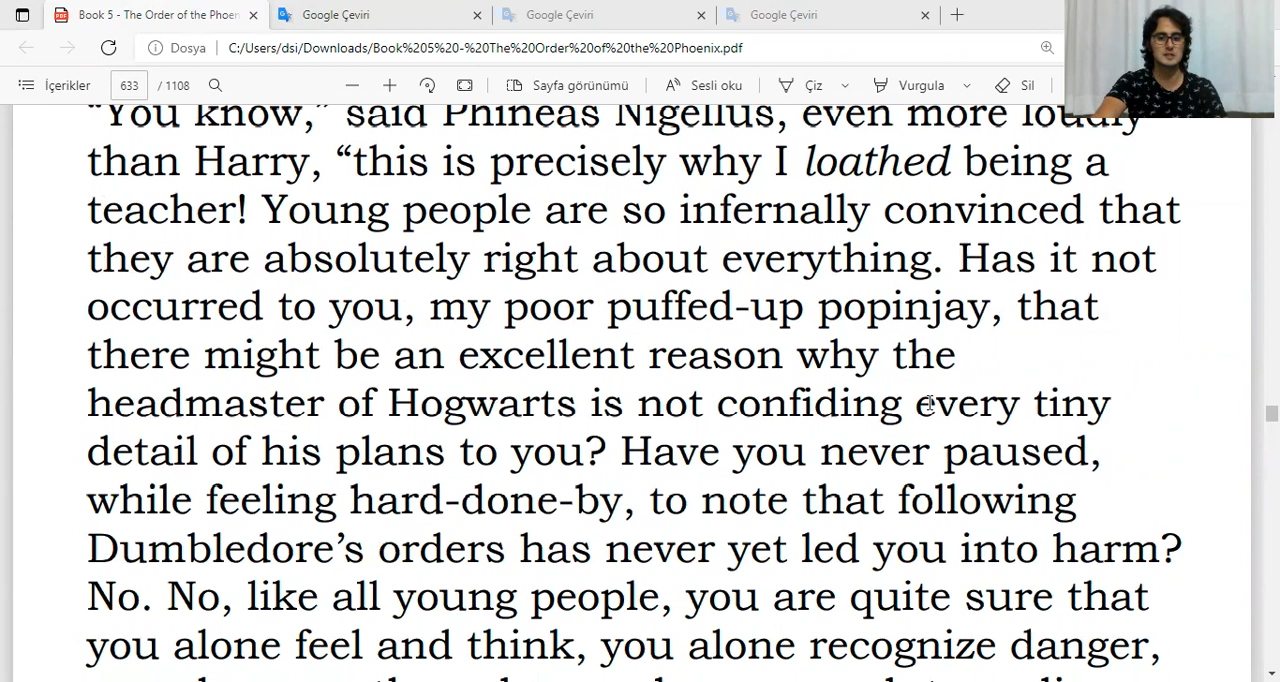 Book 5 - The Order of the Phoen
Google Çeviri
Google Çeviri
Google Çeviri
Dosya
C:/Users/dsi/Downloads/Book%205%20-%20The%20Order%20of%20the%20Phoenix.pdf
İçerikler
633 / 1108
Sayfa görünümü
Sesli oku
Çiz
Vurgula
Sil
“You know,” said Phineas Nigellus, even more loudly
than Harry, “this is precisely why I loathed being a
teacher! Young people are so infernally convinced that
they are absolutely right about everything. Has it not
occurred to you, my poor puffed-up popinjay, that
there might be an excellent reason why the
headmaster of Hogwarts is not confiding every tiny
detail of his plans to you? Have you never paused,
while feeling hard-done-by, to note that following
Dumbledore’s orders has never yet led you into harm?
No. No, like all young people, you are quite sure that
you alone feel and think, you alone recognize danger,